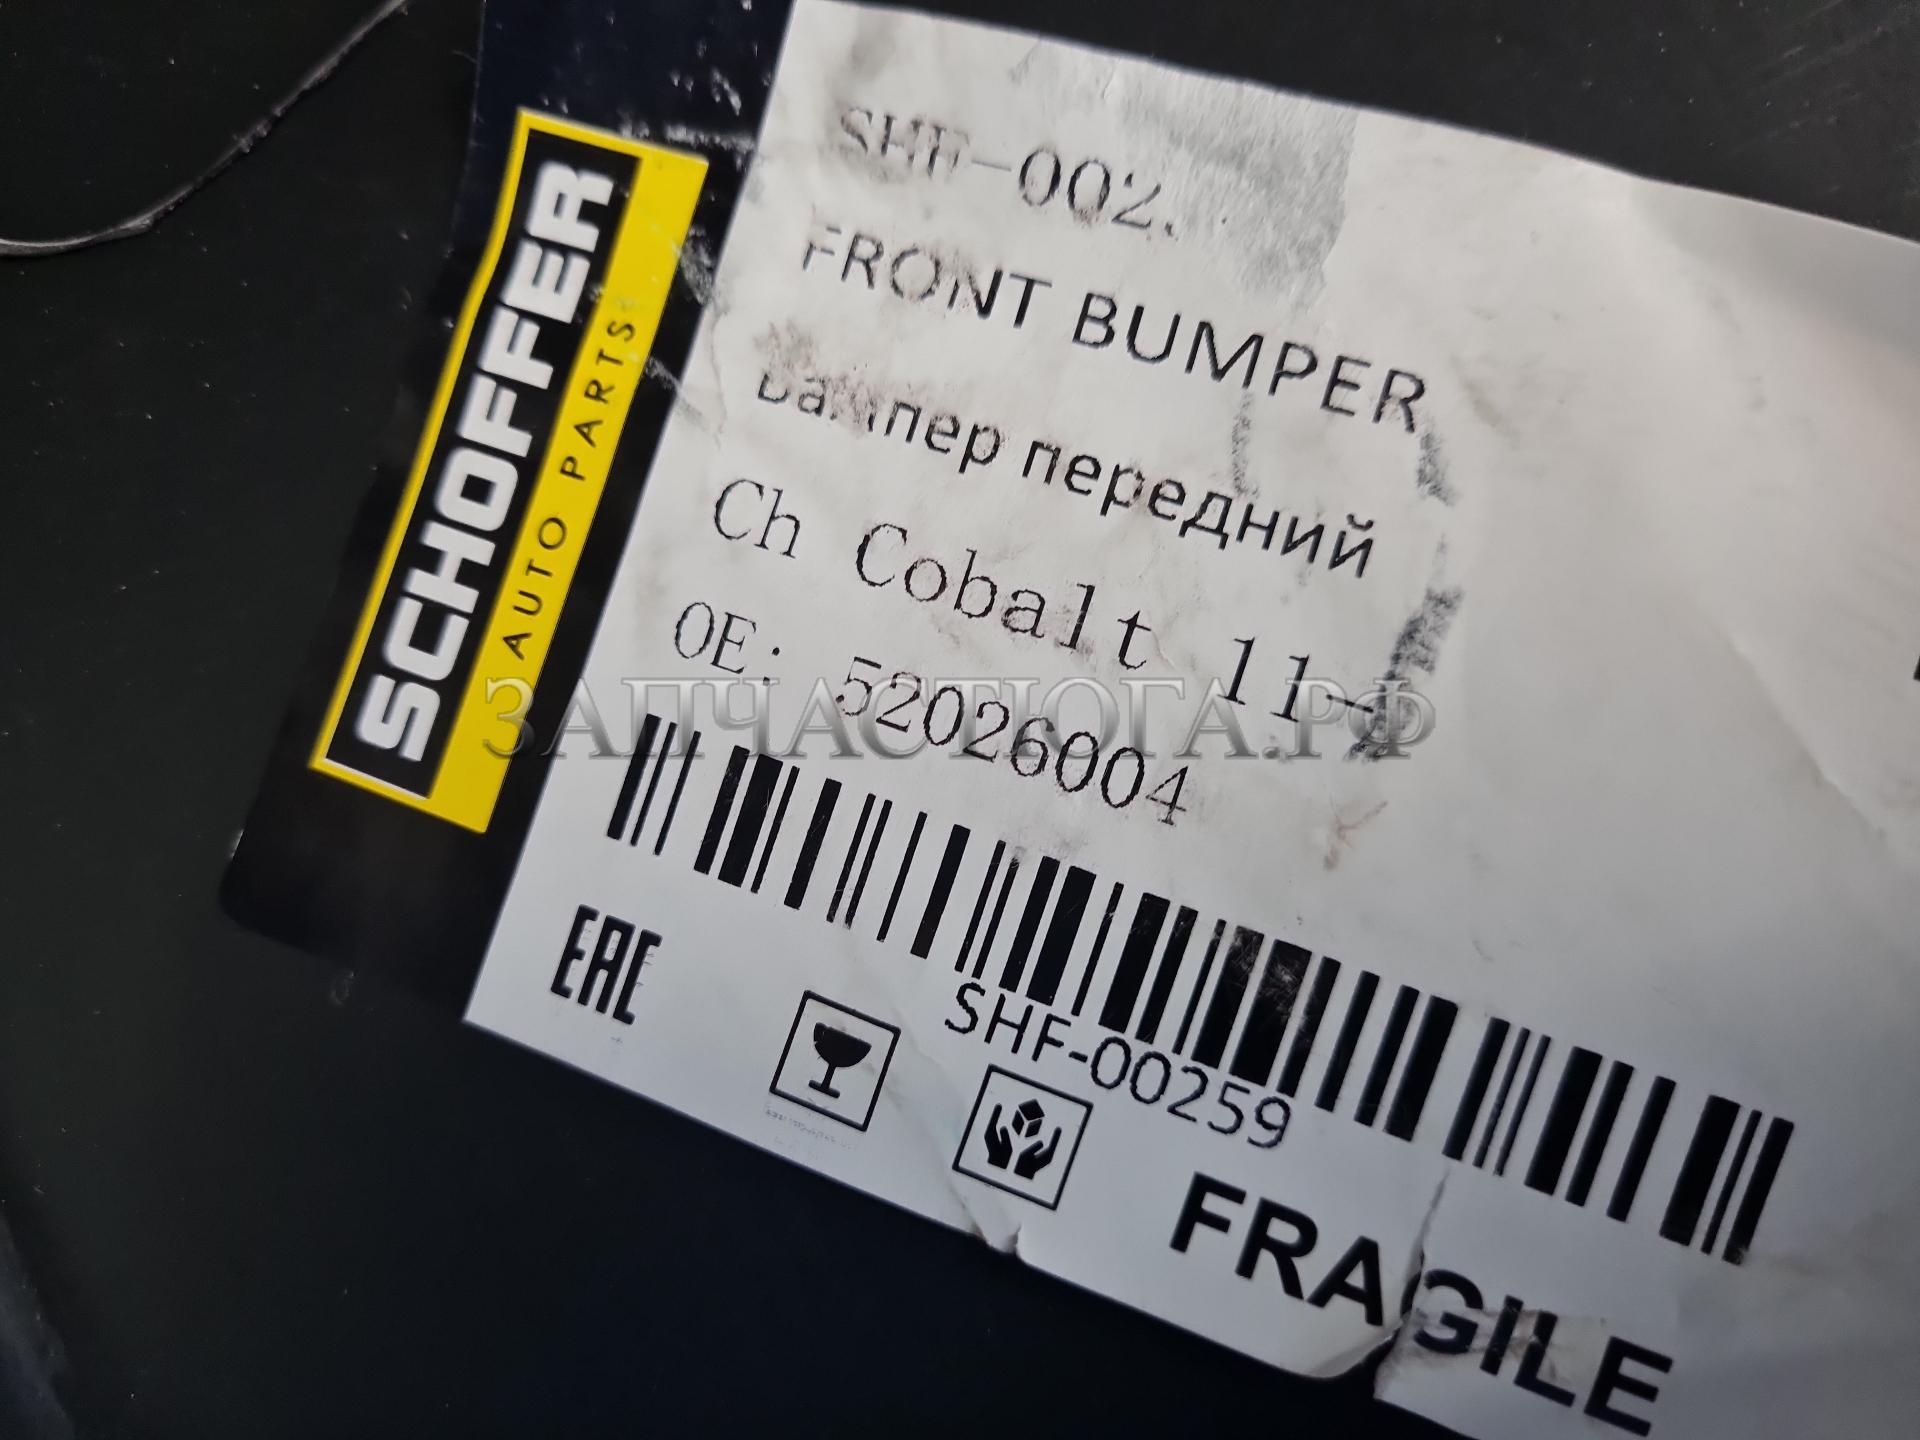 SCHOFFER
AUTO PARTS
SHF-002
FRONT BUMPER
Бампер передний
Ch Cobalt 11-
OE: 52026004
ЗАПЧАСТЮГА.РФ
SHF-00259
EAC
FRAGILE